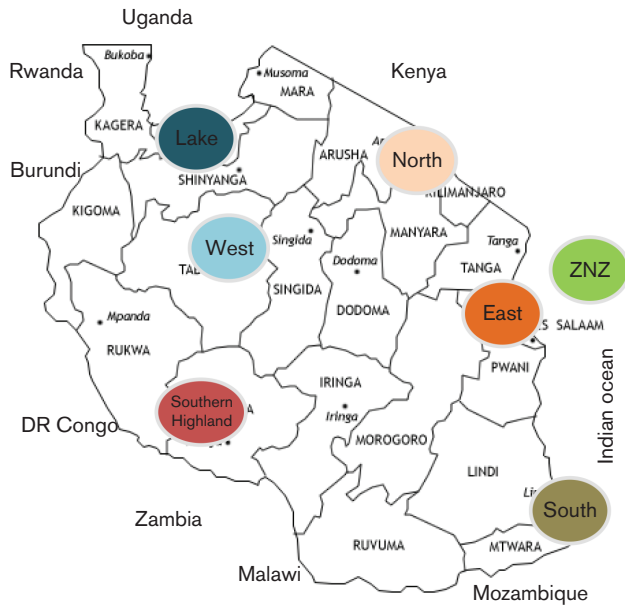 Uganda
Bukoba
Rwanda
Musoma
Kenya
MARA
KAGERA
Lake
ARUSHA
North
Burundi
SHINYANGA
KILIMANJARO
KIGOMA
West
Singida
MANYARA
Tanga
ZNZ
Dodoma
TANGA
SINGIDA
DODOMA
East
SALAAM
Mpanda
RUKWA
PWANI
IRINGA
Southern
Highland
Iringa
Indian ocean
DR Congo
MOROGORO
LINDI
South
Zambia
RUVUMA
MTWARA
Malawi
Mozambique